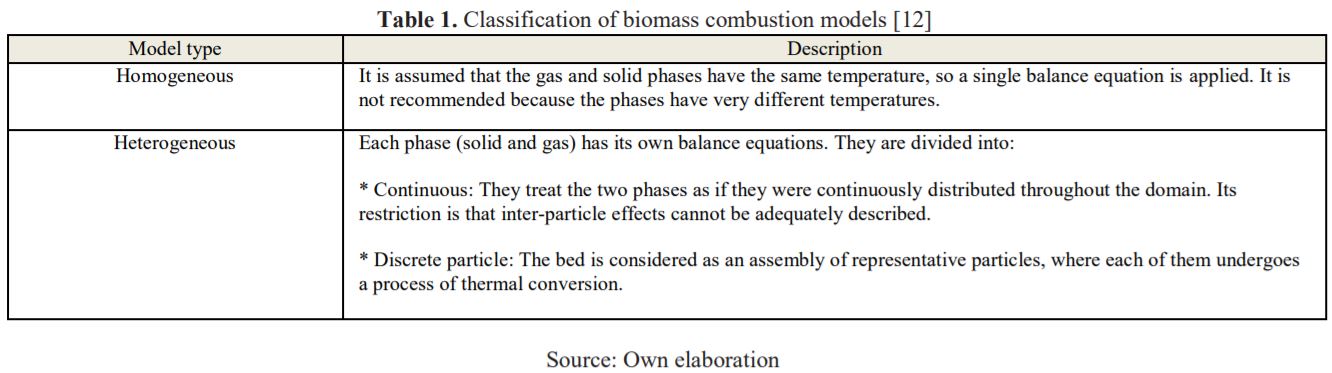 Table 1. Classification of biomass combustion models [12]
Model type
Description
Homogeneous
It is assumed that the gas and solid phases have the same temperature, so a single balance equation is applied. It is
not recommended because the phases have very different temperatures.
Heterogeneous
Each phase (solid and gas) has its own balance equations. They are divided into:
* Continuous: They treat the two phases as if they were continuously distributed throughout the domain. Its
restriction is that inter-particle effects cannot be adequately described.
* Discrete particle: The bed is considered as an assembly of representative particles, where each of them undergoes
a process of thermal conversion.
Source: Own elaboration